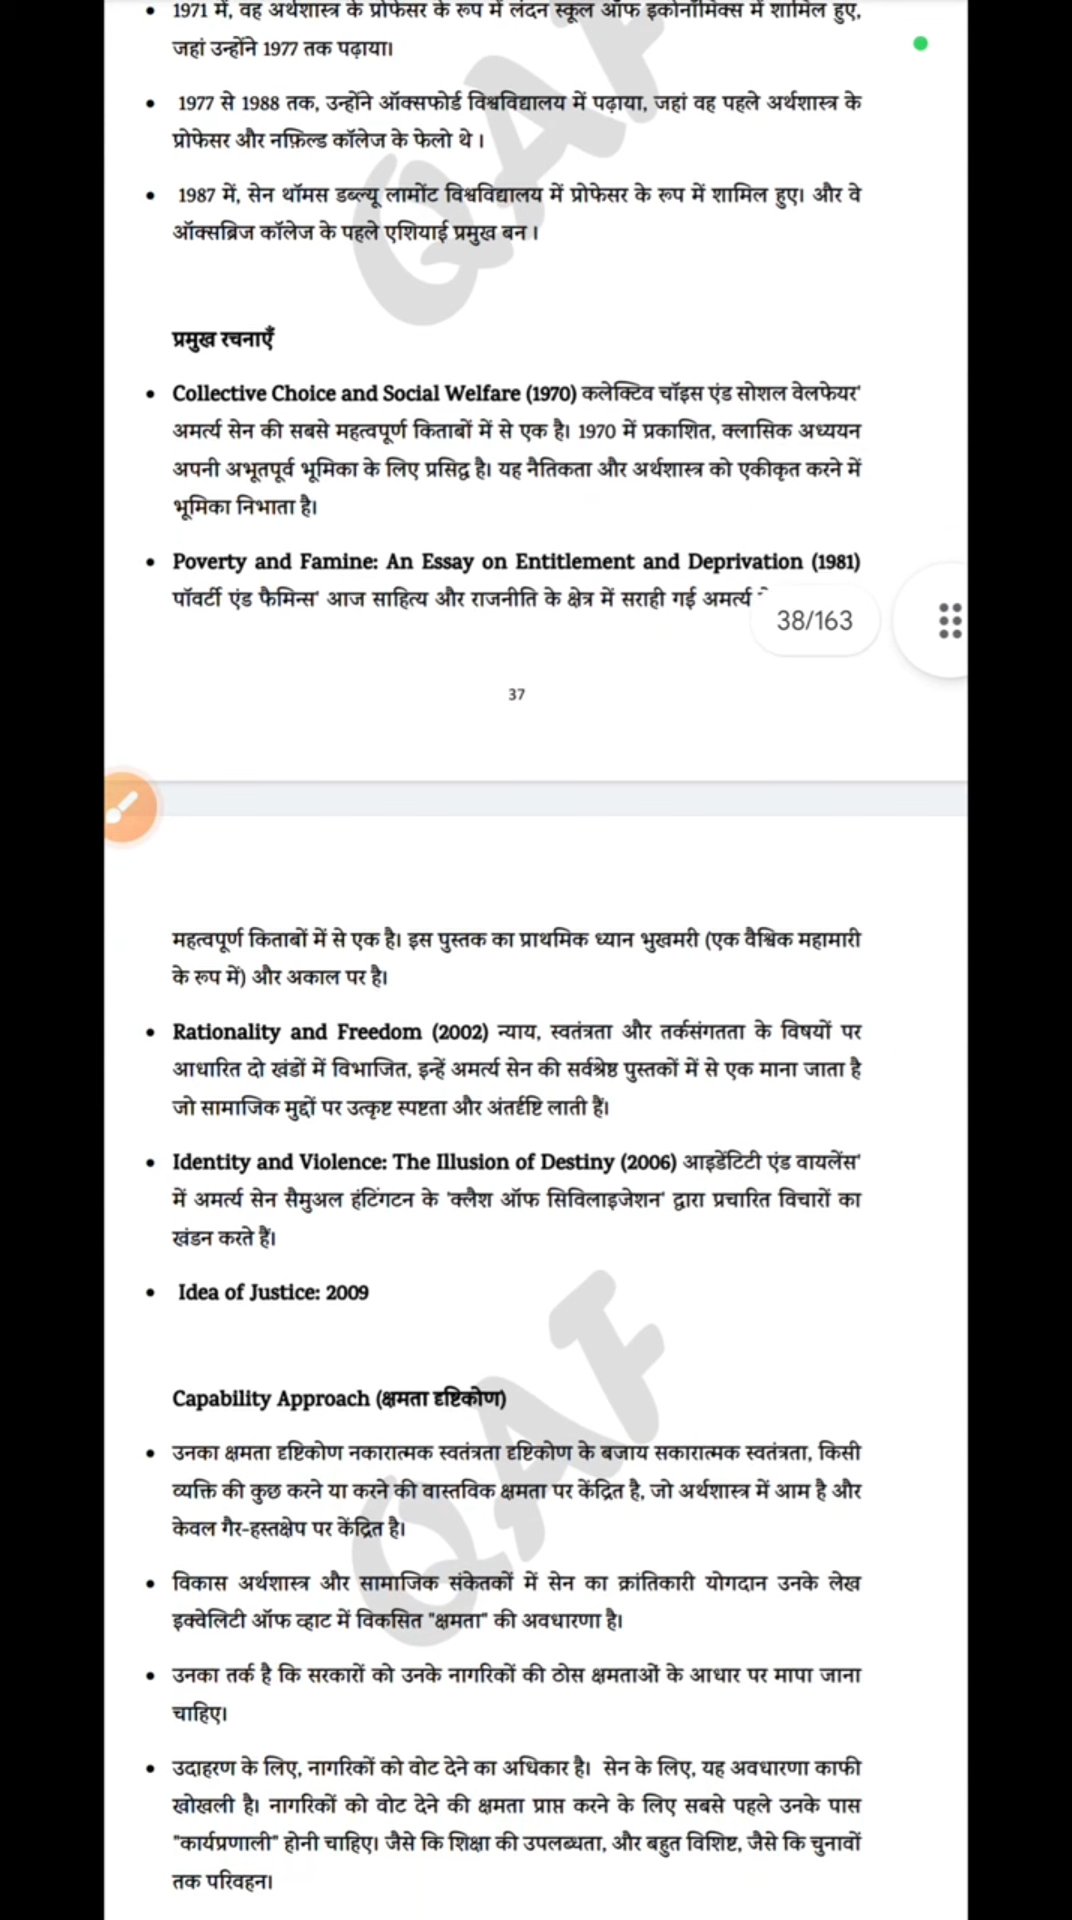 1971 में, वह अर्थशास्त्र के प्रोफेसर के रूप में लंदन स्कूल ऑफ इकोनॉमिक्स में शामिल हुए,
जहां उन्होंने 1977 तक पढ़ाया।
1977 से 1988 तक, उन्होंने ऑक्सफोर्ड विश्वविद्यालय में पढ़ाया, जहां वह पहले अर्थशास्त्र के
प्रोफेसर और नफ़िल्ड कॉलेज के फेलो थे ।
1987 में, सेन थॉमस डब्ल्यू लामोंट विश्वविद्यालय में प्रोफेसर के रूप में शामिल हुए। और वे
ऑक्सब्रिज कॉलेज के पहले एशियाई प्रमुख बन ।
प्रमुख रचनाएँ
Collective Choice and Social Welfare (1970) कलेक्टिव चॉइस एंड सोशल वेलफेयर'
अमर्त्य सेन की सबसे महत्वपूर्ण किताबों में से एक है। 1970 में प्रकाशित, क्लासिक अध्ययन
अपनी अभूतपूर्व भूमिका के लिए प्रसिद्ध है। यह नैतिकता और अर्थशास्त्र को एकीकृत करने में
भूमिका निभाता है।
Poverty and Famine: An Essay on Entitlement and Deprivation (1981)
पॉवर्टी एंड फैमिन्स' आज साहित्य और राजनीति के क्षेत्र में सराही गई अमर्त्य
38/163
37
महत्वपूर्ण किताबों में से एक है। इस पुस्तक का प्राथमिक ध्यान भुखमरी (एक वैश्विक महामारी
के रूप में) और अकाल पर है।
Rationality and Freedom (2002) न्याय, स्वतंत्रता और तर्कसंगतता के विषयों पर
आधारित दो खंडों में विभाजित, इन्हें अमर्त्य सेन की सर्वश्रेष्ठ पुस्तकों में से एक माना जाता है
जो सामाजिक मुद्दों पर उत्कृष्ट स्पष्टता और अंतर्दृष्टि लाती हैं।
Identity and Violence: The Illusion of Destiny (2006) आइडेंटिटी एंड वायलेंस'
में अमर्त्य सेन सैमुअल हंटिंगटन के 'क्लैश ऑफ सिविलाइजेशन' द्वारा प्रचारित विचारों का
खंडन करते हैं।
Idea of Justice: 2009
Capability Approach (क्षमता दृष्टिकोण)
उनका क्षमता दृष्टिकोण नकारात्मक स्वतंत्रता दृष्टिकोण के बजाय सकारात्मक स्वतंत्रता, किसी
व्यक्ति की कुछ करने या करने की वास्तविक क्षमता पर केंद्रित है, जो अर्थशास्त्र में आम है और
केवल गैर-हस्तक्षेप पर केंद्रित है।
विकास अर्थशास्त्र और सामाजिक संकेतकों में सेन का क्रांतिकारी योगदान उनके लेख
इक्वेलिटी ऑफ व्हाट में विकसित "क्षमता" की अवधारणा है।
उनका तर्क है कि सरकारों को उनके नागरिकों की ठोस क्षमताओं के आधार पर मापा जाना
चाहिए।
उदाहरण के लिए, नागरिकों को वोट देने का अधिकार है। सेन के लिए, यह अवधारणा काफी
खोखली है। नागरिकों को वोट देने की क्षमता प्राप्त करने के लिए सबसे पहले उनके पास
"कार्यप्रणाली" होनी चाहिए। जैसे कि शिक्षा की उपलब्धता, और बहुत विशिष्ट, जैसे कि चुनावों
तक परिवहन।
QAF
QAF